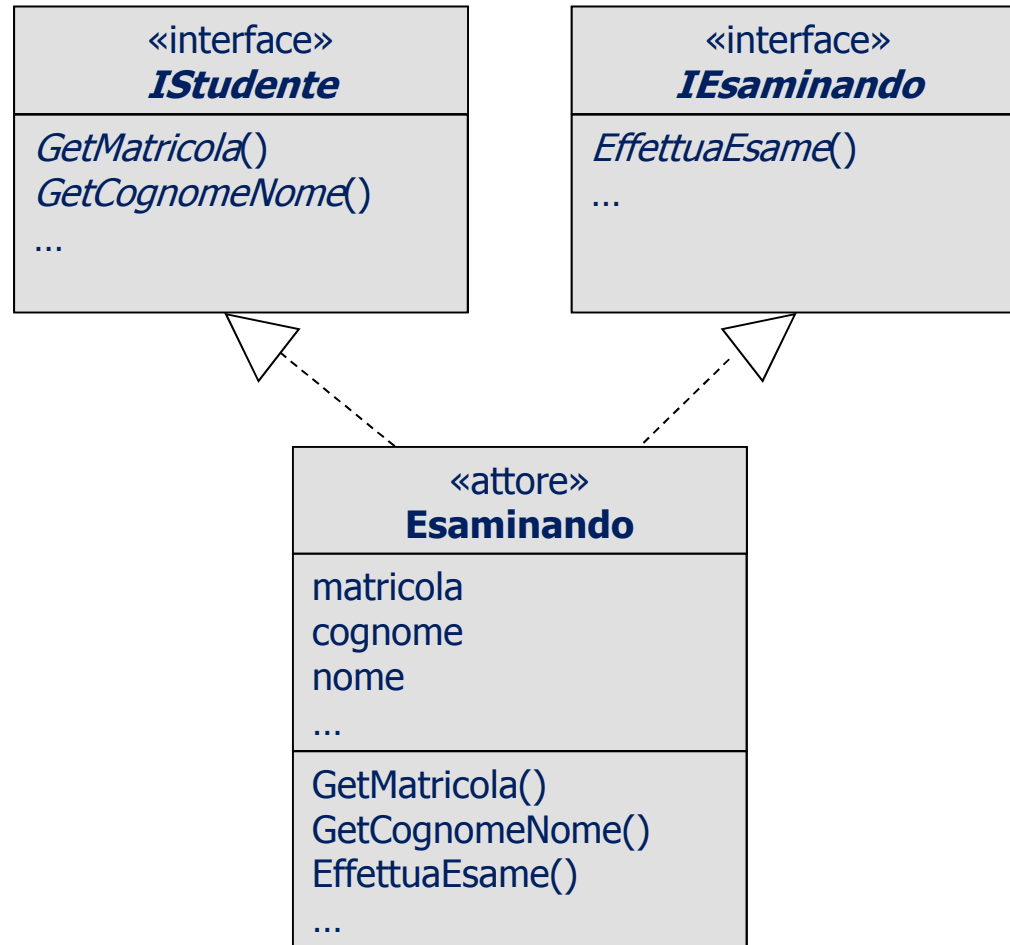 «interface»
IStudente
GetMatricola()
GetCognomeNome()
...
«interface»
IEsaminando
EffettuaEsame()
...
«attore»
Esaminando
matricola
cognome
nome
...
GetMatricola()
GetCognomeNome()
EffettuaEsame()
...